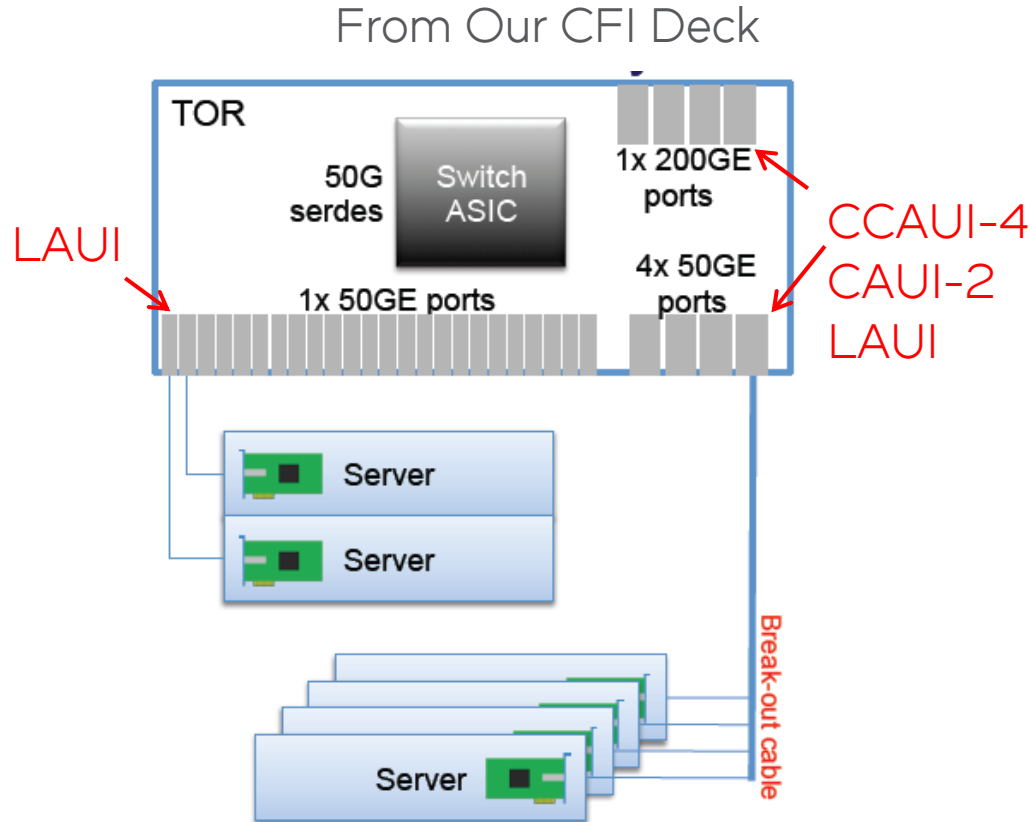 From Our CFI Deck
TOR
50G
serdes
Switch
ASIC
1x 200GE
ports
4x 50GE
ports
1x 50GE ports
LAUI
CCAUI-4
CAUI-2
LAUI
Server
Server
Server
Break-out cable